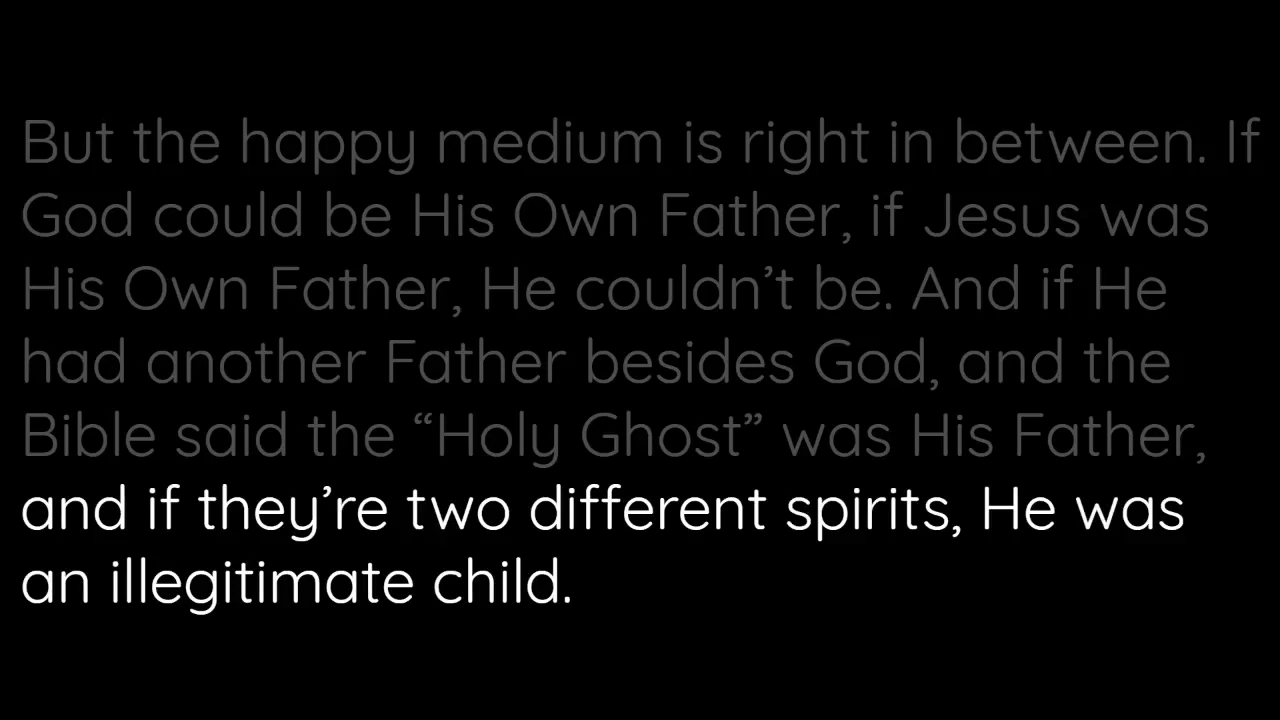 But the happy medium is right in between. If
God could be His Own Father, if Jesus was
His Own Father, He couldn’t be. And if He
had another Father besides God, and the
Bible said the “Holy Ghost” was His Father,
and if they’re two different spirits, He was
an illegitimate child.